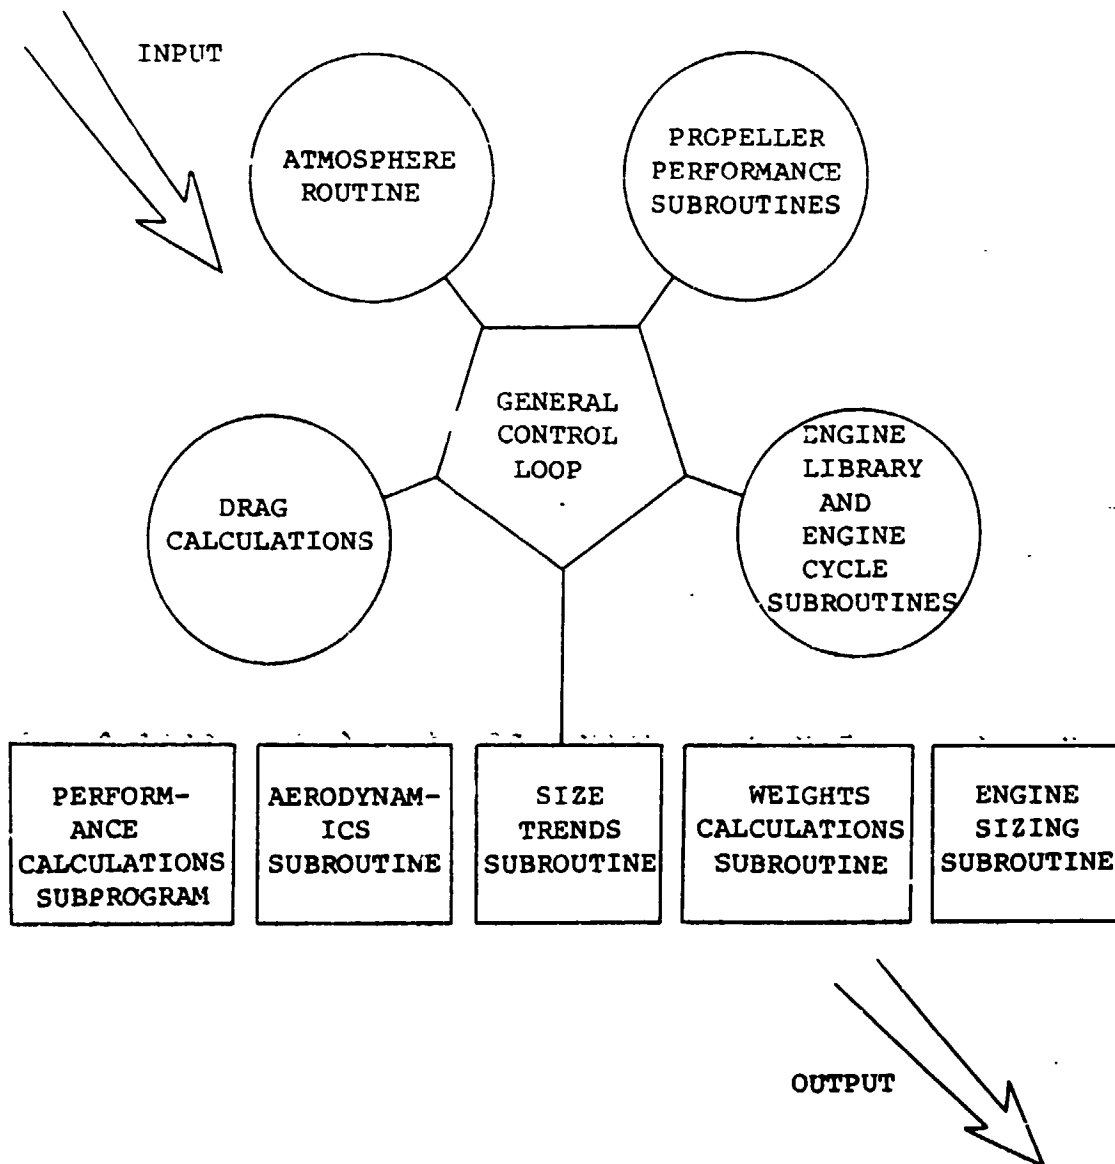 INPUT
ATMOSPHERE
ROUTINE
PROPELLER
PERFORMANCE
SUBROUTINES
GENERAL
CONTROL
LOOP
DRAG
CALCULATIONS
ENGINE
LIBRARY
AND
ENGINE
CYCLE
SUBROUTINES
PERFORM-
ANCE
CALCULATIONS
SUBPROGRAM
AERODYNAM-
ICS
SUBROUTINE
SIZE
TRENDS
SUBROUTINE
WEIGHTS
CALCULATIONS
SUBROUTINE
ENGINE
SIZING
SUBROUTINE
OUTPUT